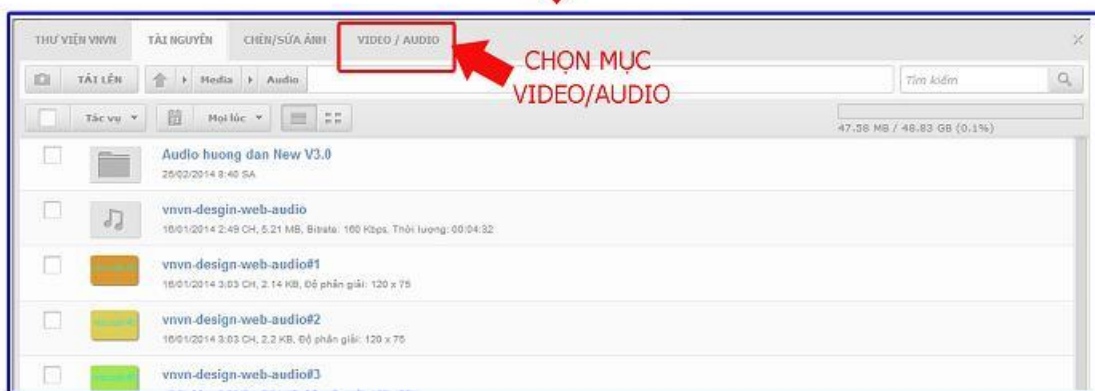 THƯ VIỆN VNVN TÀI NGUYÊN CHÈN/SỬA ẢNH VIDEO / AUDIO
CHỌN MỤC
VIDEO/AUDIO
TẢI LÊN Media Audio Tìm kiếm
Tác vụ Mọi lúc
47.58 MB / 48.83 GB (0.1%)
Audio huong dan New V3.0
26/02/2014 8:40 SA
vnvn-desgin-web-audio
16/01/2014 2:49 CH, 5.21 MB, Bitrate: 160 Kbps, Thời lượng: 00:04:32
vnvn-design-web-audio#1
16/01/2014 3:03 CH, 2.14 KB, Độ phân giải: 120 x 75
vnvn-design-web-audio#2
16/01/2014 3:03 CH, 2.2 KB, Độ phân giải: 120 x 75
vnvn-design-web-audio#3